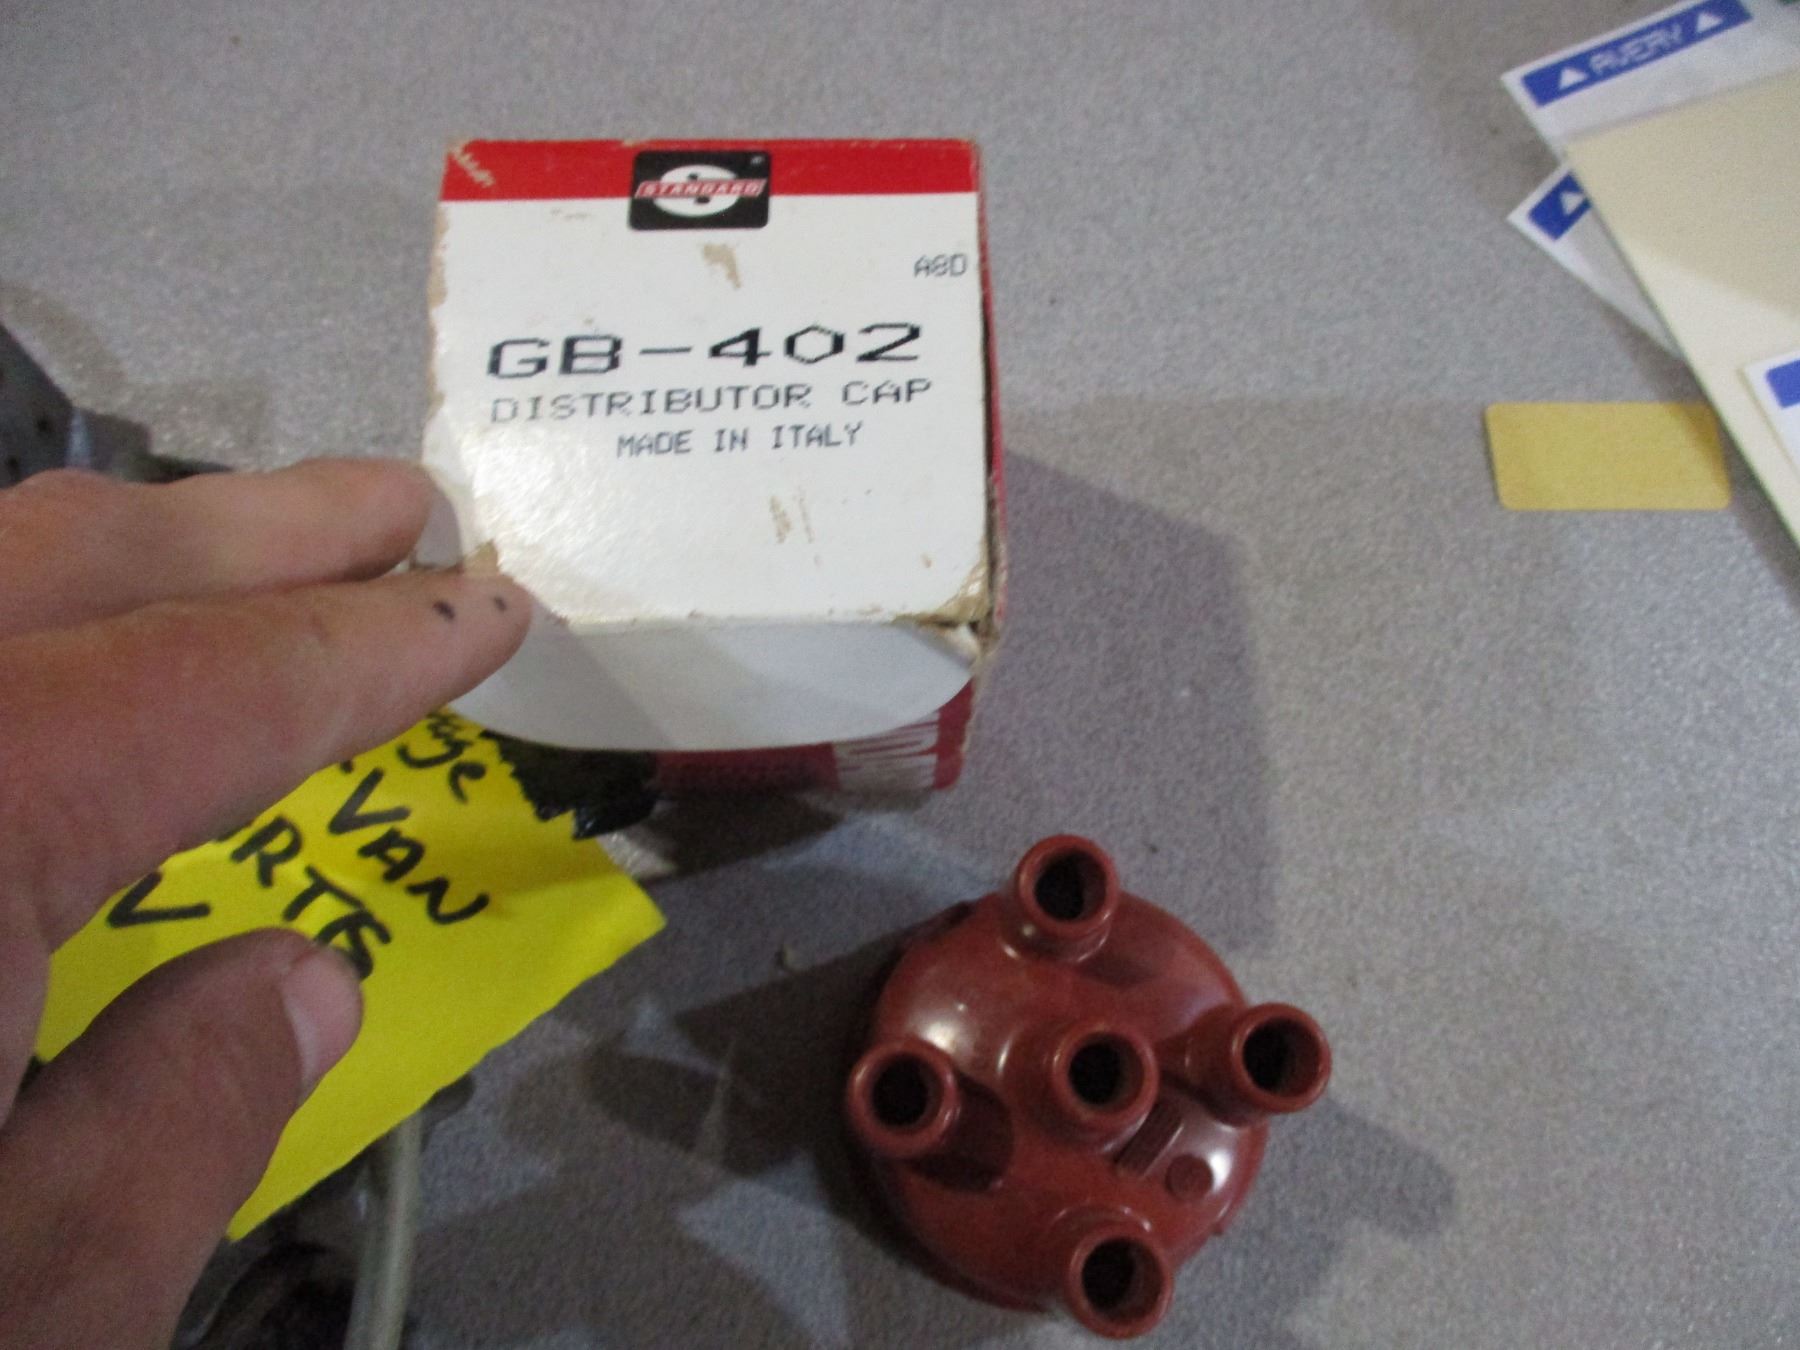 AVERY
STANDARD
A8D
GB-402
DISTRIBUTOR CAP
MADE IN ITALY
VAN
V